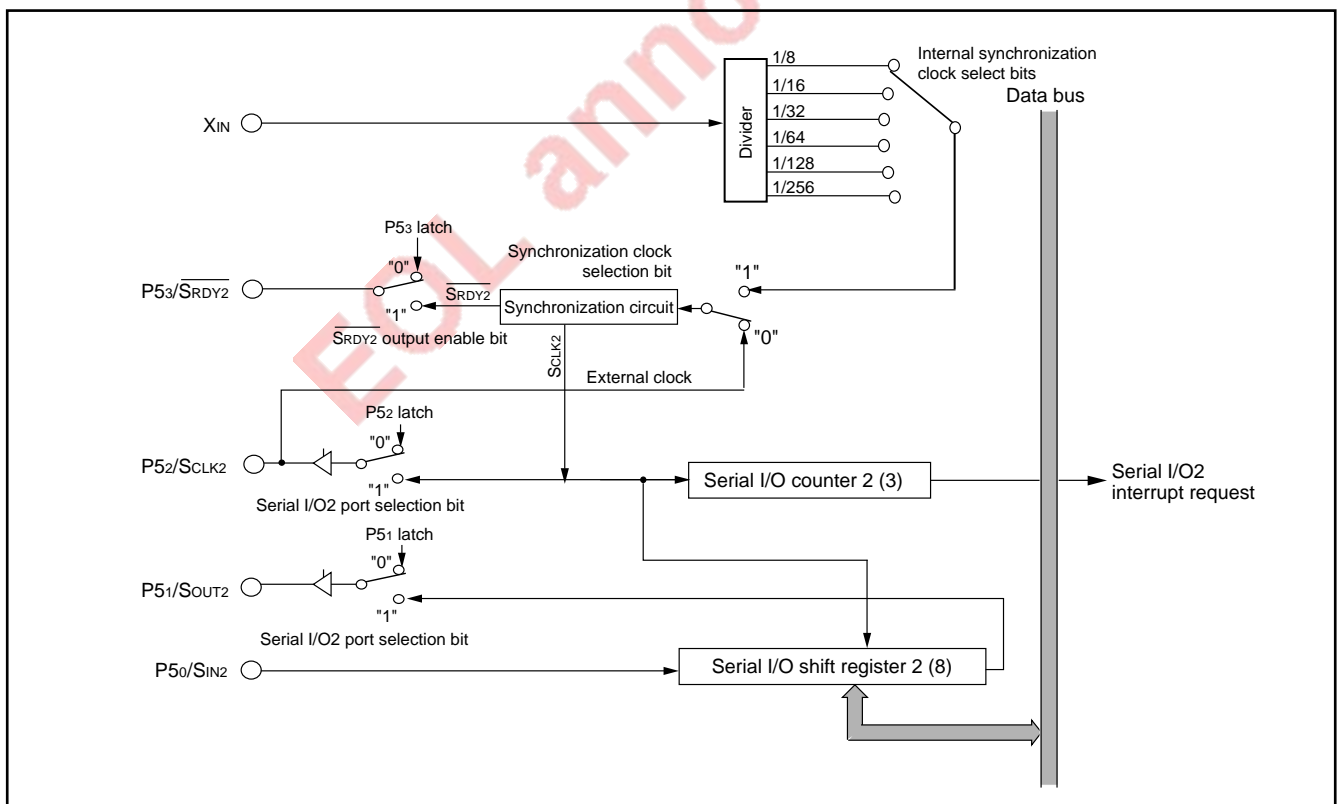 EOL anno
1/8
1/16
1/32
1/64
1/128
1/256
Internal synchronization
clock select bits
Data bus
XIN
Divider
P53 latch
"0"
"1"
P53/SRDY2
SRDY2
SRDY2 output enable bit
Synchronization clock
selection bit
Synchronization circuit
"1"
"0"
SCLK2
External clock
P52 latch
"0"
P52/SCLK2
"1"
Serial I/O2 port selection bit
Serial I/O counter 2 (3)
Serial I/O2
interrupt request
P51 latch
"0"
P51/SOUT2
"1"
Serial I/O2 port selection bit
P50/SIN2
Serial I/O shift register 2 (8)